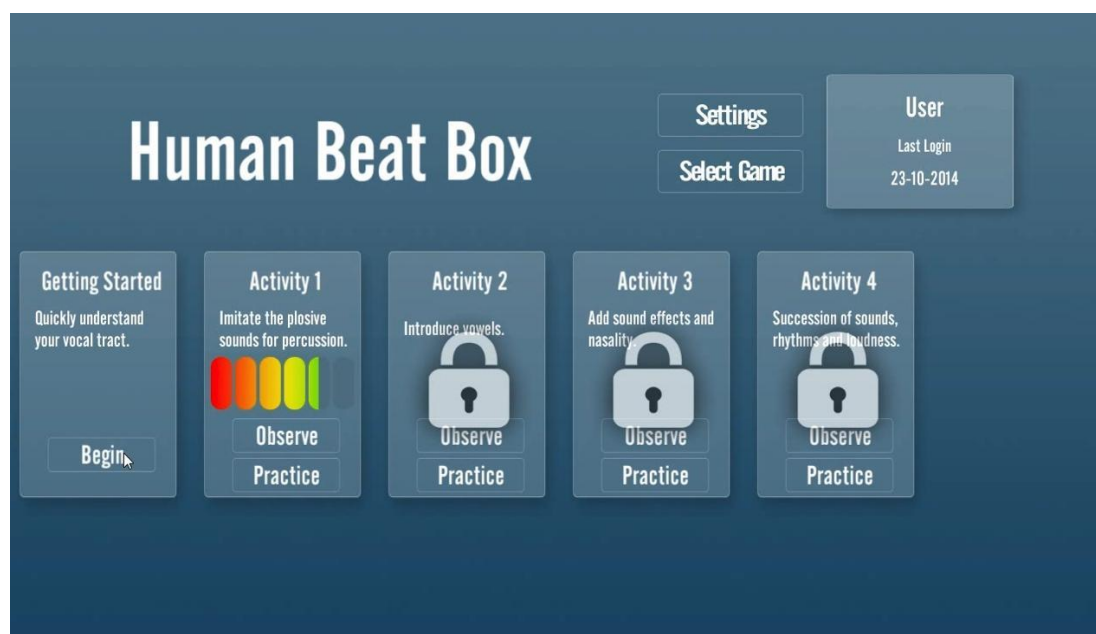 Human Beat Box
Settings
Select Game
User
Last Login
23-10-2014
Getting Started
Quickly understand
your vocal tract.
Begin
Activity 1
Imitate the plosive
sounds for percussion.
Observe
Practice
Activity 2
Introduce vowels.
Observe
Practice
Activity 3
Add sound effects and
nasality.
Observe
Practice
Activity 4
Succession of sounds,
rhythms and loudness.
Observe
Practice